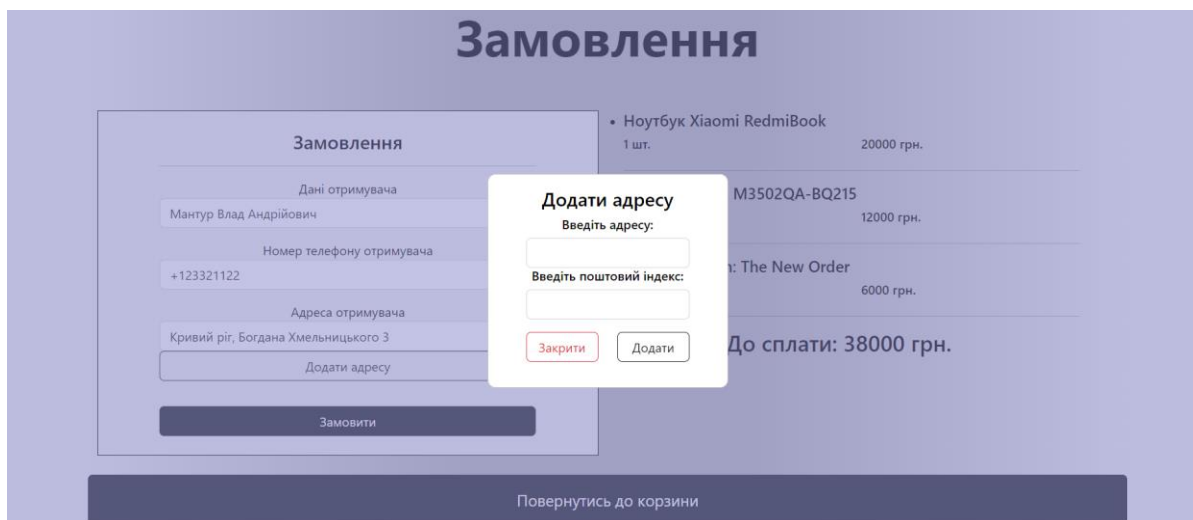 Замовлення
Замовлення
Дані отримувача
Мантур Влад Андрійович
Номер телефону отримувача
+123321122
Адреса отримувача
Кривий ріг, Богдана Хмельницького 3
Додати адресу
Замовити
• Ноутбук Xiaomi RedmiBook
1 шт. 20000 грн.
M3502QA-BQ215
12000 грн.
: The New Order
6000 грн.
До сплати: 38000 грн.
Додати адресу
Введіть адресу:
Введіть поштовий індекс:
Закрити Додати
Повернутись до корзини